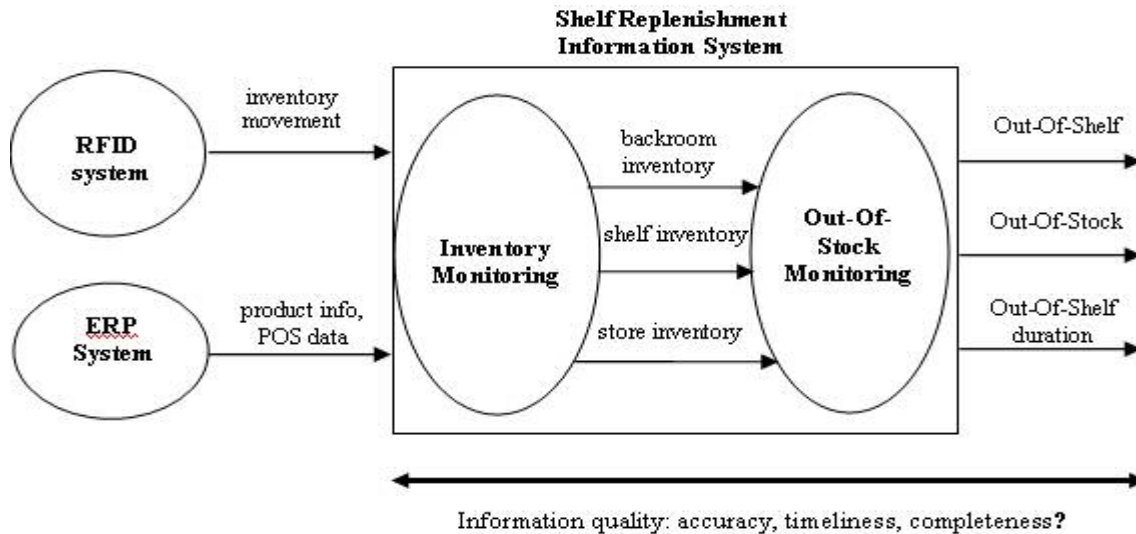 Shelf Replenishment
Information System
RFID
system
inventory
movement
ERP
System
product info,
POS data
Inventory
Monitoring
backroom
inventory
shelf inventory
store inventory
Out-Of-
Stock
Monitoring
Out-Of-Shelf
Out-Of-Stock
Out-Of-Shelf
duration
Information quality: accuracy, timeliness, completeness?